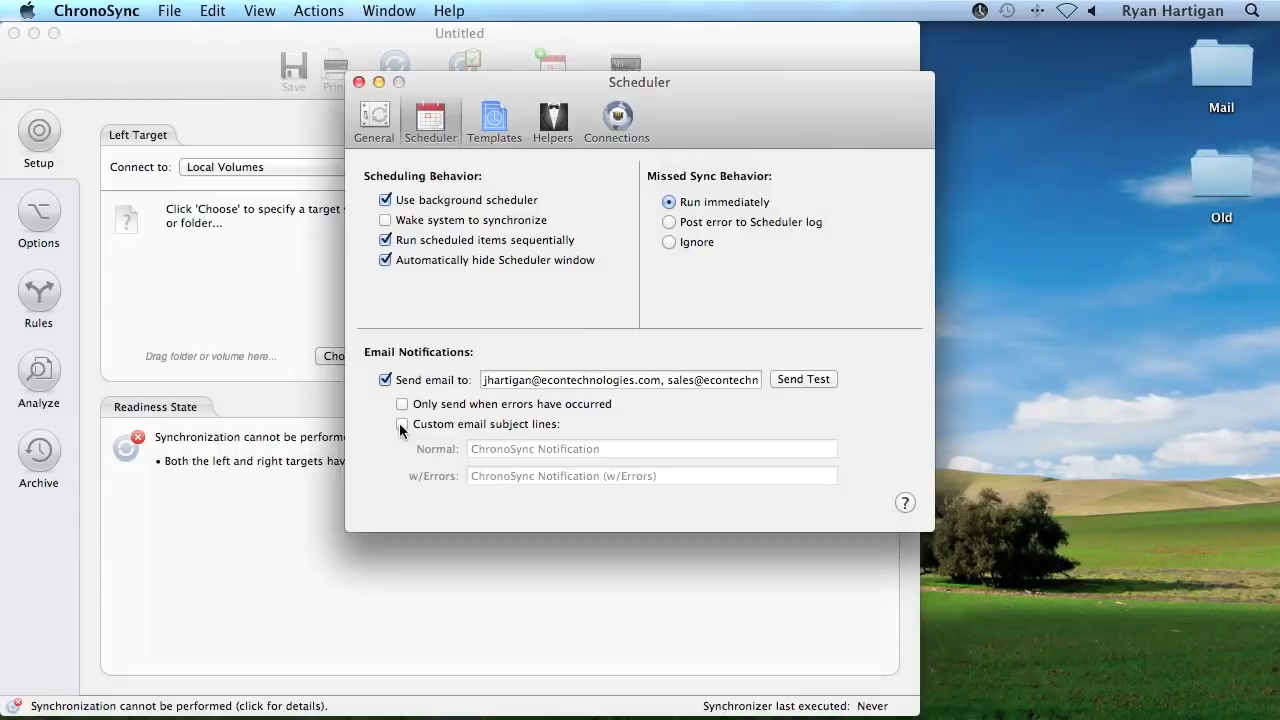 ChronoSync File Edit View Actions Window Help Ryan Hartigan
Untitled
Save
Scheduler
General Scheduler Templates Helpers Connections
Setup
Options
Rules
Analyze
Archive
Left Target
Connect to: Local Volumes
Click 'Choose' to specify a target
or folder...
Drag folder or volume here...
Readiness State
• Both the left and right targets
Scheduling Behavior:
Use background scheduler
Wake system to synchronize
Run scheduled items sequentially
Automatically hide Scheduler window
Missed Sync Behavior:
Run immediately
Post error to Scheduler log
Ignore
Email Notifications:
Send email to: jhartigan@econtechnologies.com, sales@econtechn Send Test
Only send when errors have occurred
Custom email subject lines:
Normal: ChronoSync Notification
w/Errors: ChronoSync Notification (w/Errors)
?
Mail
Old
Synchronization cannot be performed (click for details).
Synchronizer last executed: Never